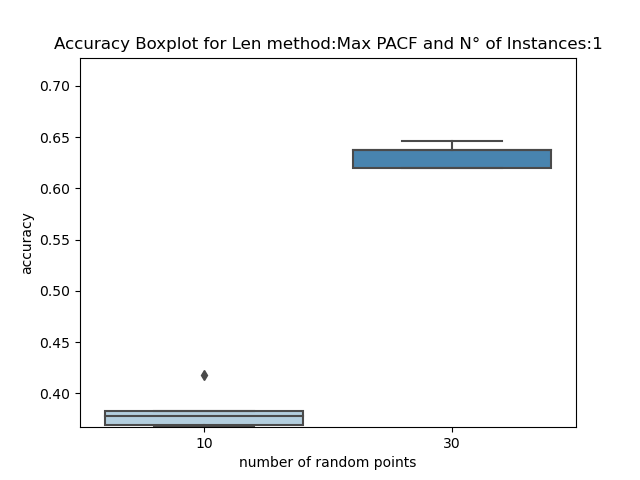 Accuracy Boxplot for Len method:Max PACF and N° of Instances:1
0.70
0.65
0.60
0.55
0.50
0.45
0.40
accuracy
10 30
number of random points